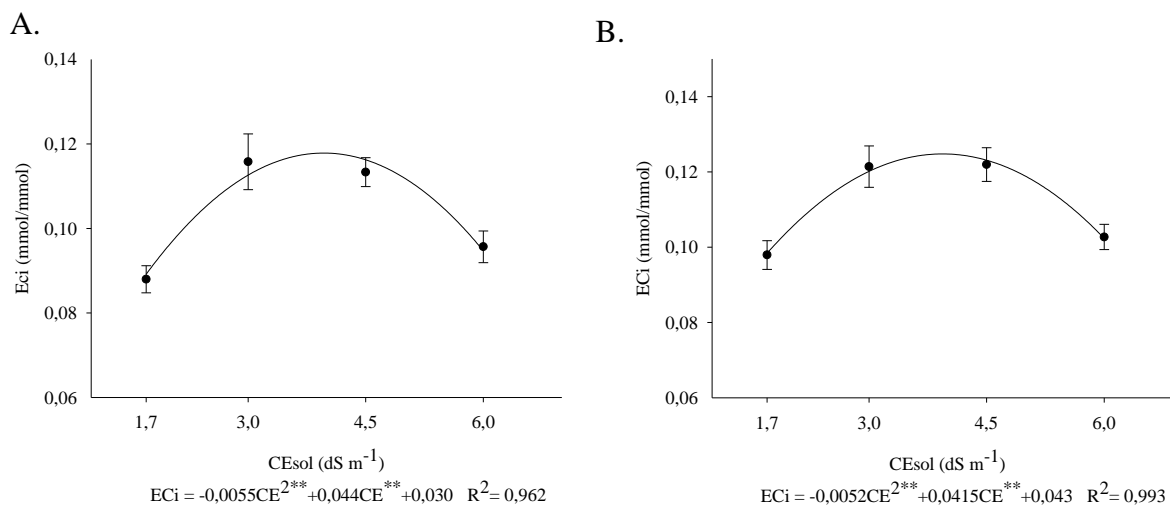 A.
0,14
0,12
0,10
0,08
0,06
Eci (mmol/mmol)
1,7 3,0 4,5 6,0
CEsol (dS m⁻¹)
ECi = -0,0055CE²**+0,044CE**+0,030 R²= 0,962
B.
0,14
0,12
0,10
0,08
0,06
ECi (mmol/mmol)
1,7 3,0 4,5 6,0
CEsol (dS m⁻¹)
ECi = -0,0052CE²**+0,0415CE**+0,043 R²= 0,993